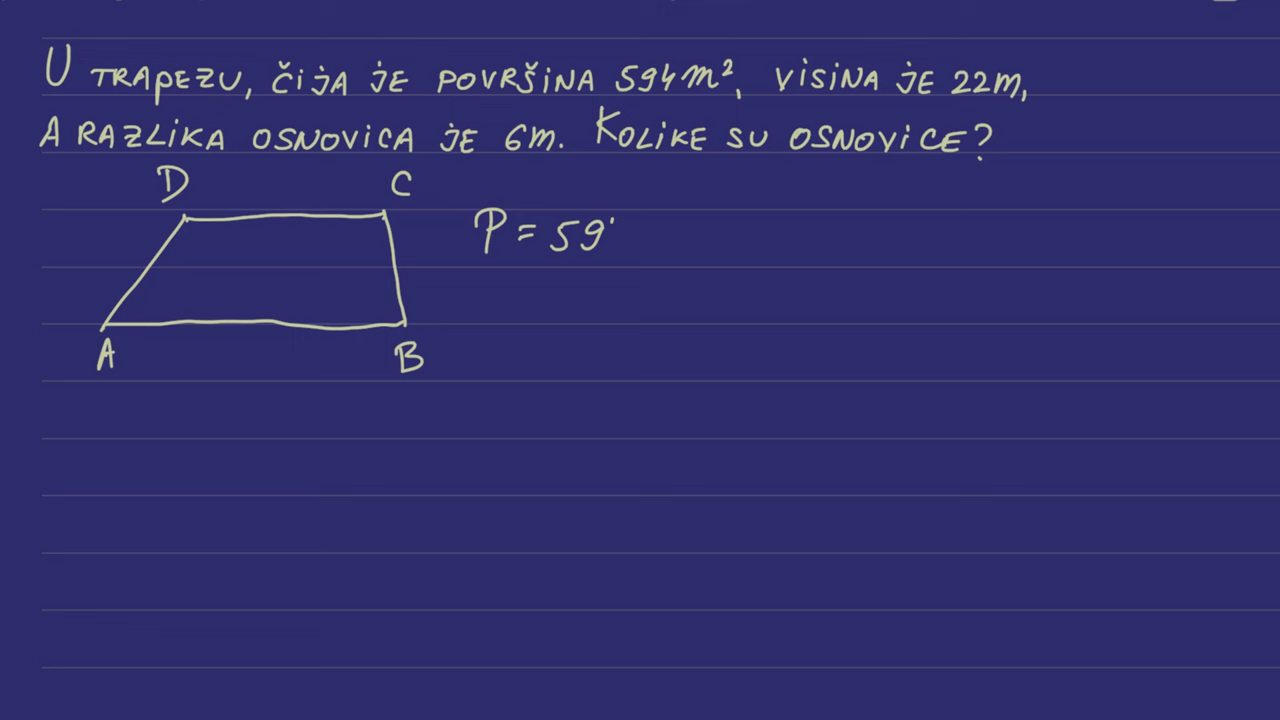 U TRAPEZU, ČIJA JE POVRŠINA 594m², VISINA JE 22m,
A RAZLIKA OSNOVICA JE 6m. KOLIKE SU OSNOVICE?
D C
P = 59
A B